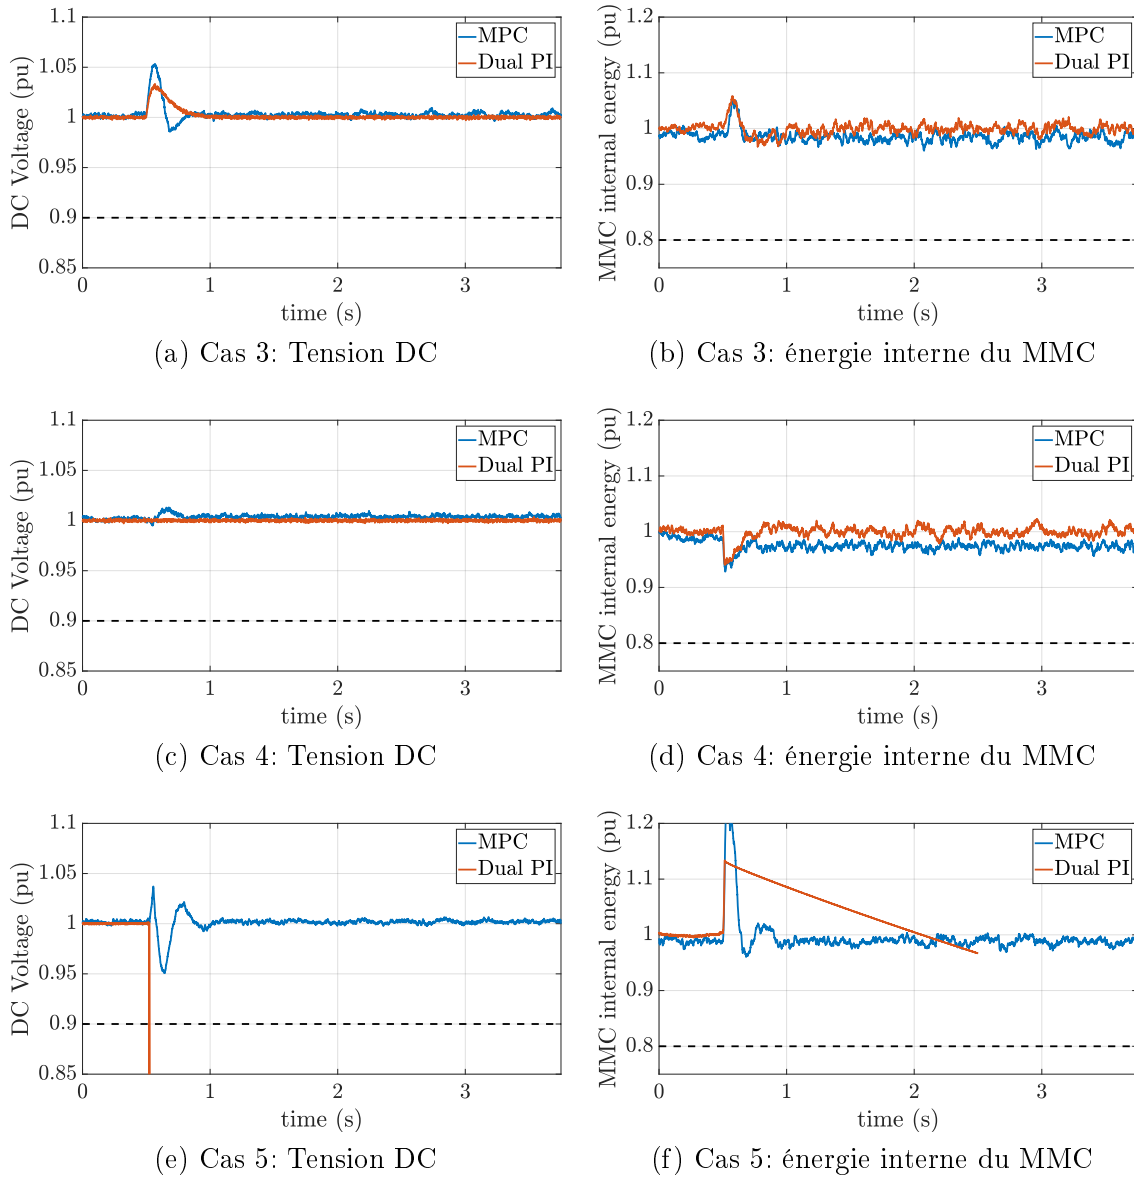 1.1
1.05
1
0.95
0.9
0.85
DC Voltage (pu)
MPC
Dual PI
0 1 2 3
time (s)
(a) Cas 3: Tension DC
1.2
1.1
1
0.9
0.8
MMC internal energy (pu)
MPC
Dual PI
0 1 2 3
time (s)
(b) Cas 3: énergie interne du MMC
1.1
1.05
1
0.95
0.9
0.85
DC Voltage (pu)
MPC
Dual PI
0 1 2 3
time (s)
(c) Cas 4: Tension DC
1.2
1.1
1
0.9
0.8
MMC internal energy (pu)
MPC
Dual PI
0 1 2 3
time (s)
(d) Cas 4: énergie interne du MMC
1.1
1.05
1
0.95
0.9
0.85
DC Voltage (pu)
MPC
Dual PI
0 1 2 3
time (s)
(e) Cas 5: Tension DC
1.2
1.1
1
0.9
0.8
MMC internal energy (pu)
MPC
Dual PI
0 1 2 3
time (s)
(f) Cas 5: énergie interne du MMC